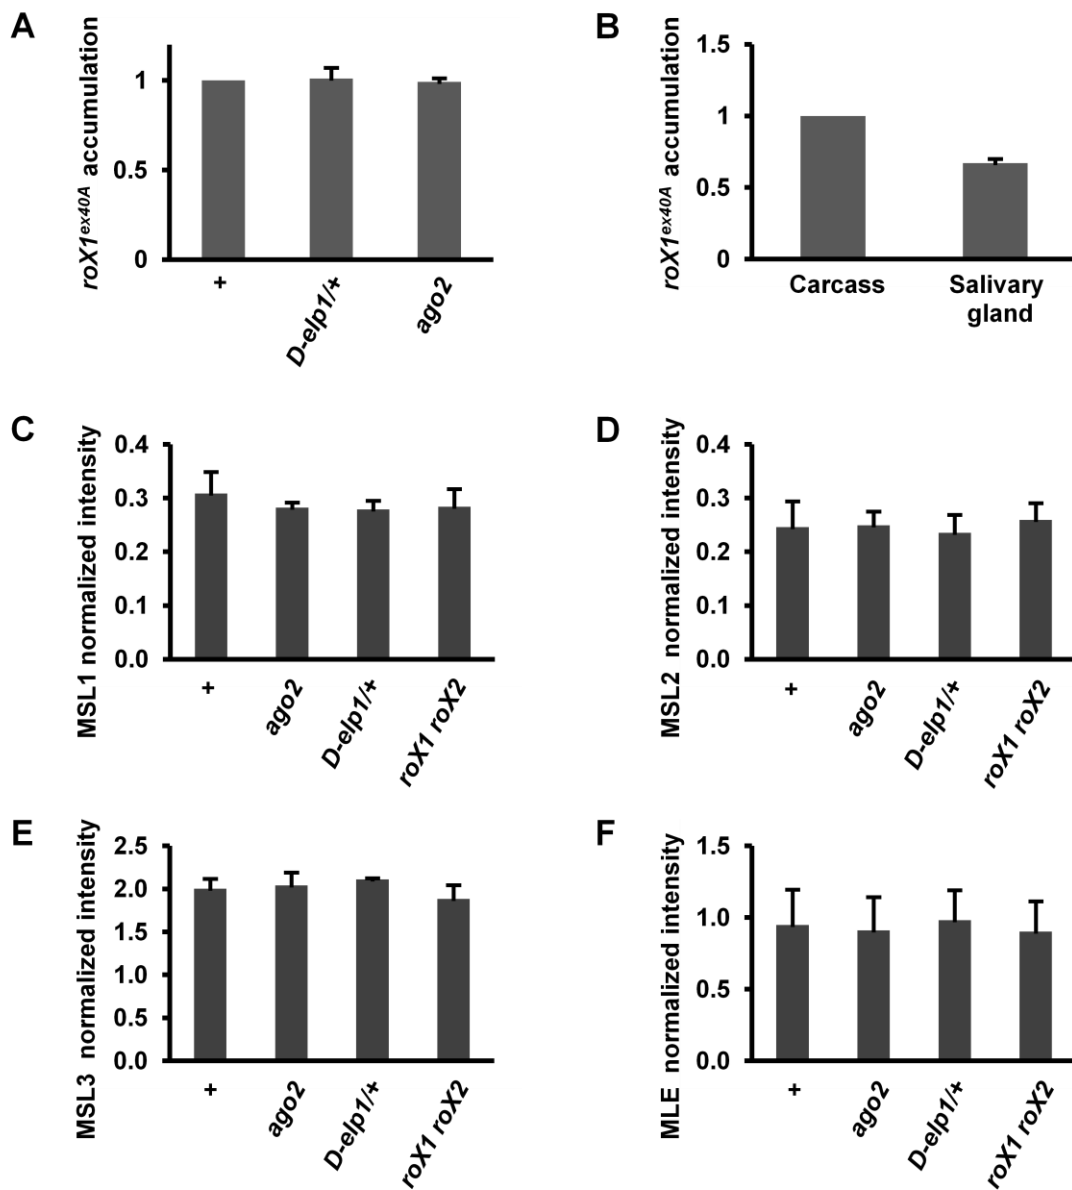 A
roX1ex40A accumulation
1
0.5
0
+
D-elp1/+
ago2
B
roX1ex40A accumulation
1.5
1
0.5
0
Carcass
Salivary
gland
C
MSL1 normalized intensity
0.4
0.3
0.2
0.1
0.0
+
ago2
D-elp1/+
roX1 roX2
D
MSL2 normalized intensity
0.4
0.3
0.2
0.1
0.0
+
ago2
D-elp1/+
roX1 roX2
E
MSL3 normalized intensity
2.5
2.0
1.5
1.0
0.5
0.0
+
ago2
D-elp1/+
roX1 roX2
F
MLE normalized intensity
1.5
1.0
0.5
0.0
+
ago2
D-elp1/+
roX1 roX2